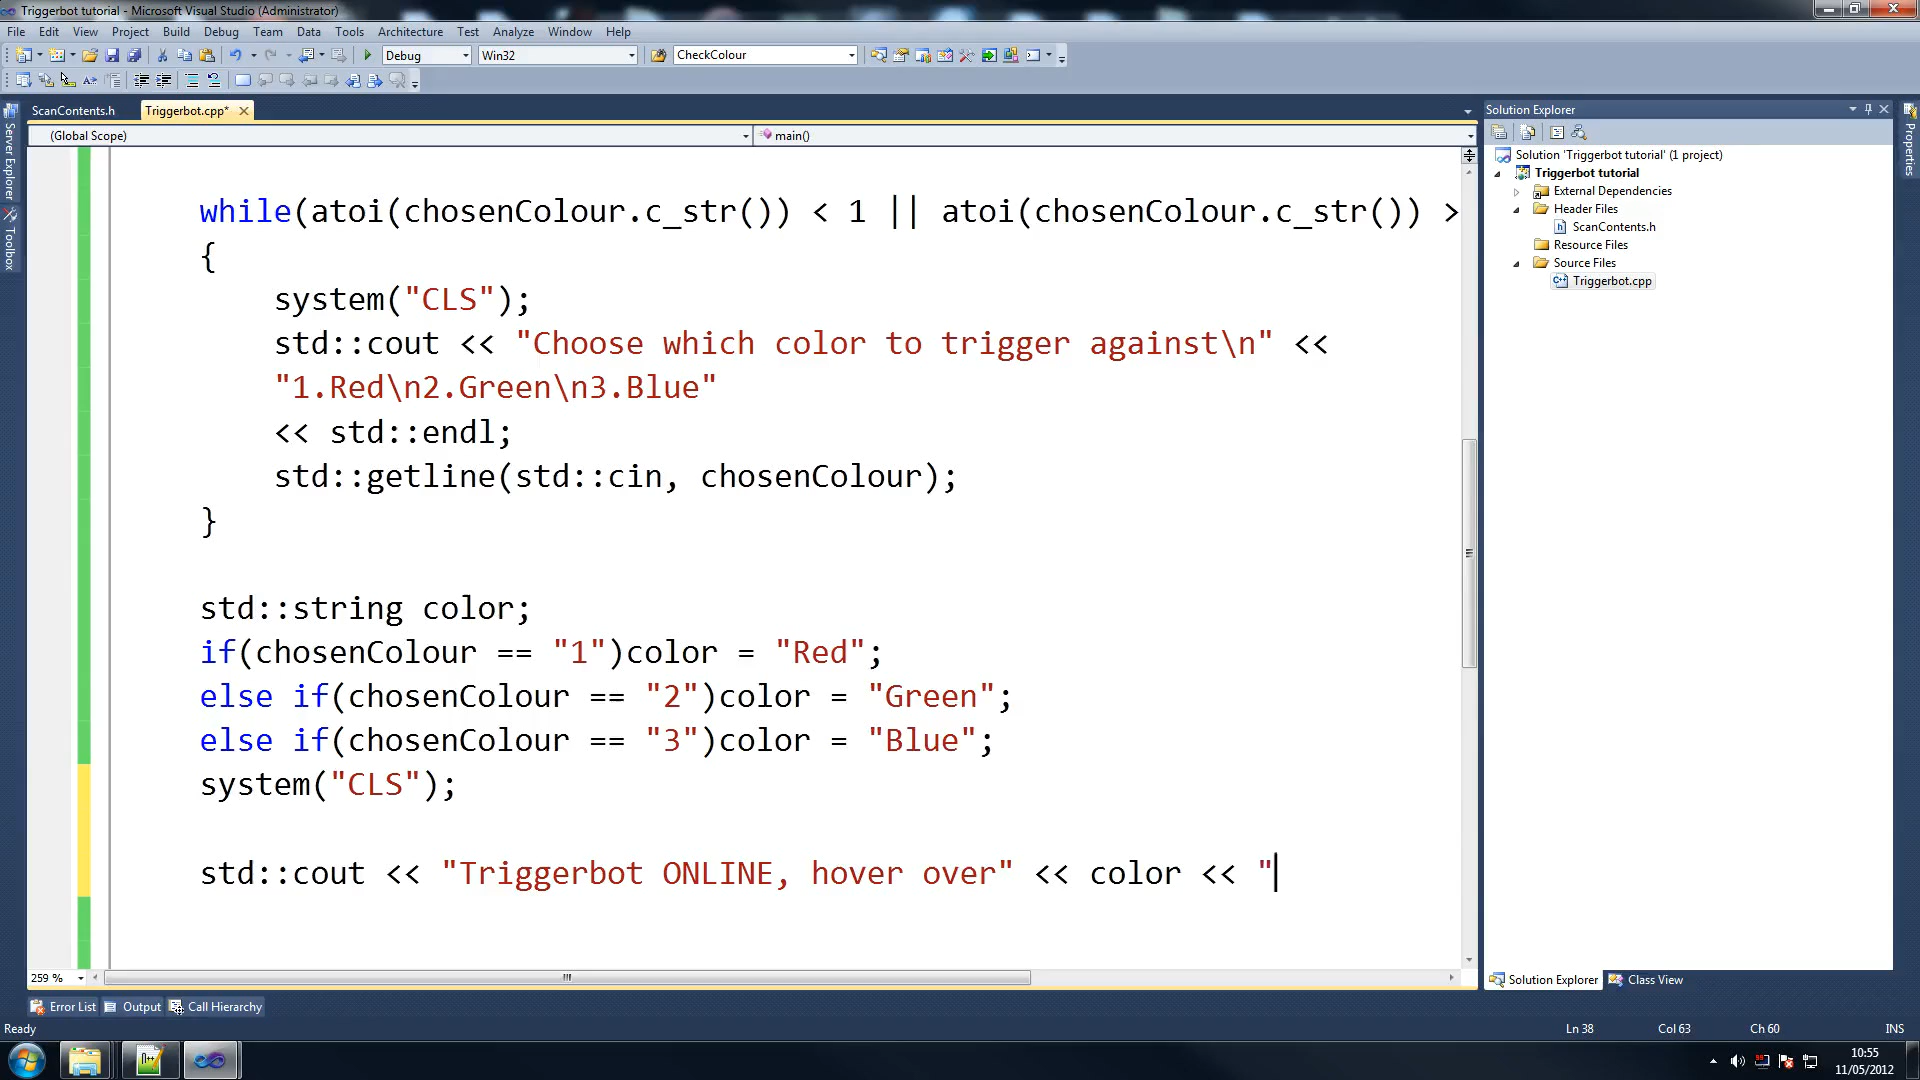 Triggerbot tutorial - Microsoft Visual Studio (Administrator)
File Edit View Project Build Debug Team Data Tools Architecture Test Analyze Window Help
Debug Win32 CheckColour
ScanContents.h Triggerbot.cpp*
(Global Scope) main()
Server Explorer
Toolbox
while(atoi(chosenColour.c_str()) < 1 || atoi(chosenColour.c_str()) >
{
system("CLS");
std::cout << "Choose which color to trigger against\n" <<
"1.Red\n2.Green\n3.Blue"
<< std::endl;
std::getline(std::cin, chosenColour);
}
std::string color;
if(chosenColour == "1")color = "Red";
else if(chosenColour == "2")color = "Green";
else if(chosenColour == "3")color = "Blue";
system("CLS");
std::cout << "Triggerbot ONLINE, hover over" << color << "
259 %
Solution Explorer
Solution 'Triggerbot tutorial' (1 project)
Triggerbot tutorial
External Dependencies
Header Files
ScanContents.h
Resource Files
Source Files
Triggerbot.cpp
Properties
Solution Explorer Class View
Error List Output Call Hierarchy
Ready Ln 38 Col 63 Ch 60 INS
10:55
11/05/2012